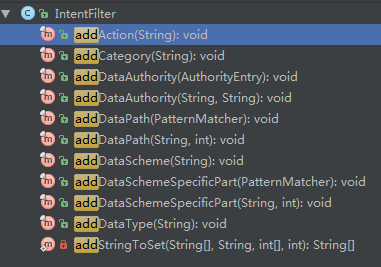 IntentFilter
addAction(String): void
addCategory(String): void
addDataAuthority(AuthorityEntry): void
addDataAuthority(String, String): void
addDataPath(PatternMatcher): void
addDataPath(String, int): void
addDataScheme(String): void
addDataSchemeSpecificPart(PatternMatcher): void
addDataSchemeSpecificPart(String, int): void
addDataType(String): void
addStringToSet(String[], String, int[], int): String[]